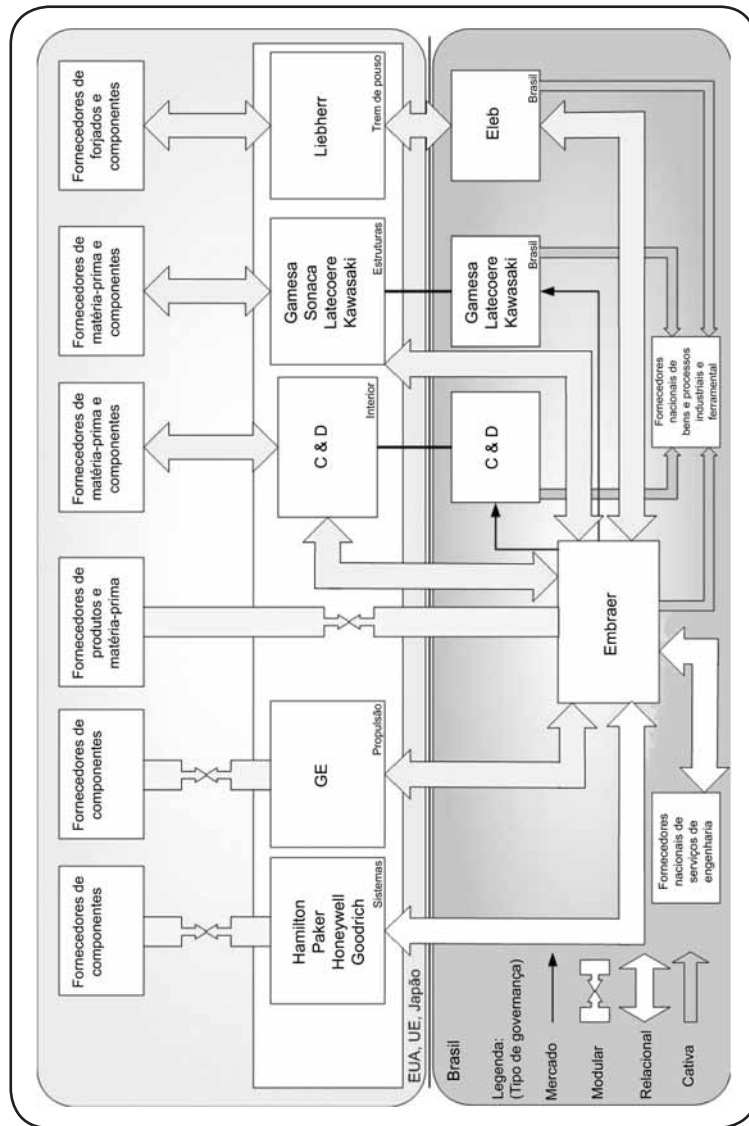 Fornecedores de
componentes
Fornecedores de
componentes
Fornecedores de
produtos e
matéria-prima
Fornecedores de
matéria-prima e
componentes
Fornecedores de
matéria-prima e
componentes
Fornecedores de
forjados e
componentes
Hamilton
Paker
Honeywell
Goodrich
Sistemas
GE
Propulsão
C & D
Interior
Gamesa
Sonaca
Latecoere
Kawasaki
Estruturas
Liebherr
Trem de pouso
EUA, UE, Japão
Brasil
C & D
Gamesa
Latecoere
Kawasaki
Brasil
Eleb
Brasil
Embraer
Fornecedores
nacionais de
serviços de
engenharia
Fornecedores
nacionais de
bens e processos
industriais e
ferramental
Legenda:
(Tipo de governança)
Mercado
Modular
Relacional
Cativa